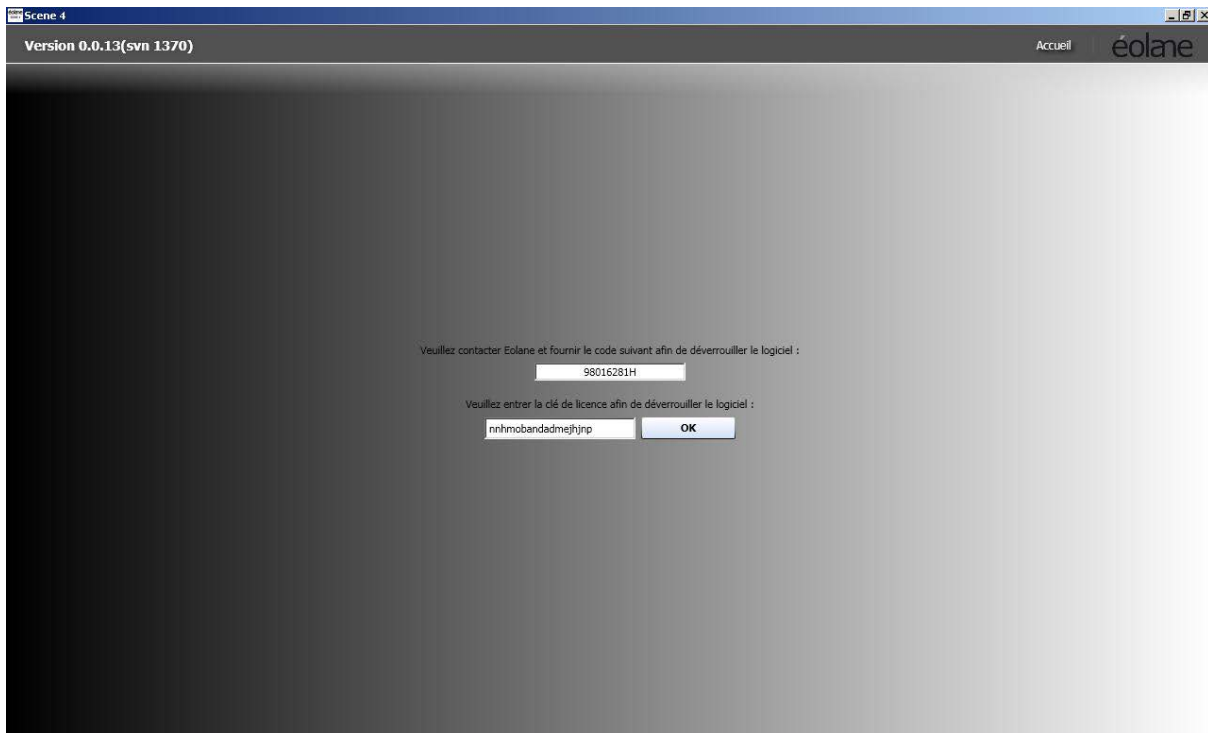 Scene 4
Version 0.0.13(svn 1370)
Accueil
éolane
Veuillez contacter Eolane et fournir le code suivant afin de déverrouiller le logiciel :
98016281H
Veuillez entrer la clé de licence afin de déverrouiller le logiciel :
nnhmobandadmejhjnp
OK